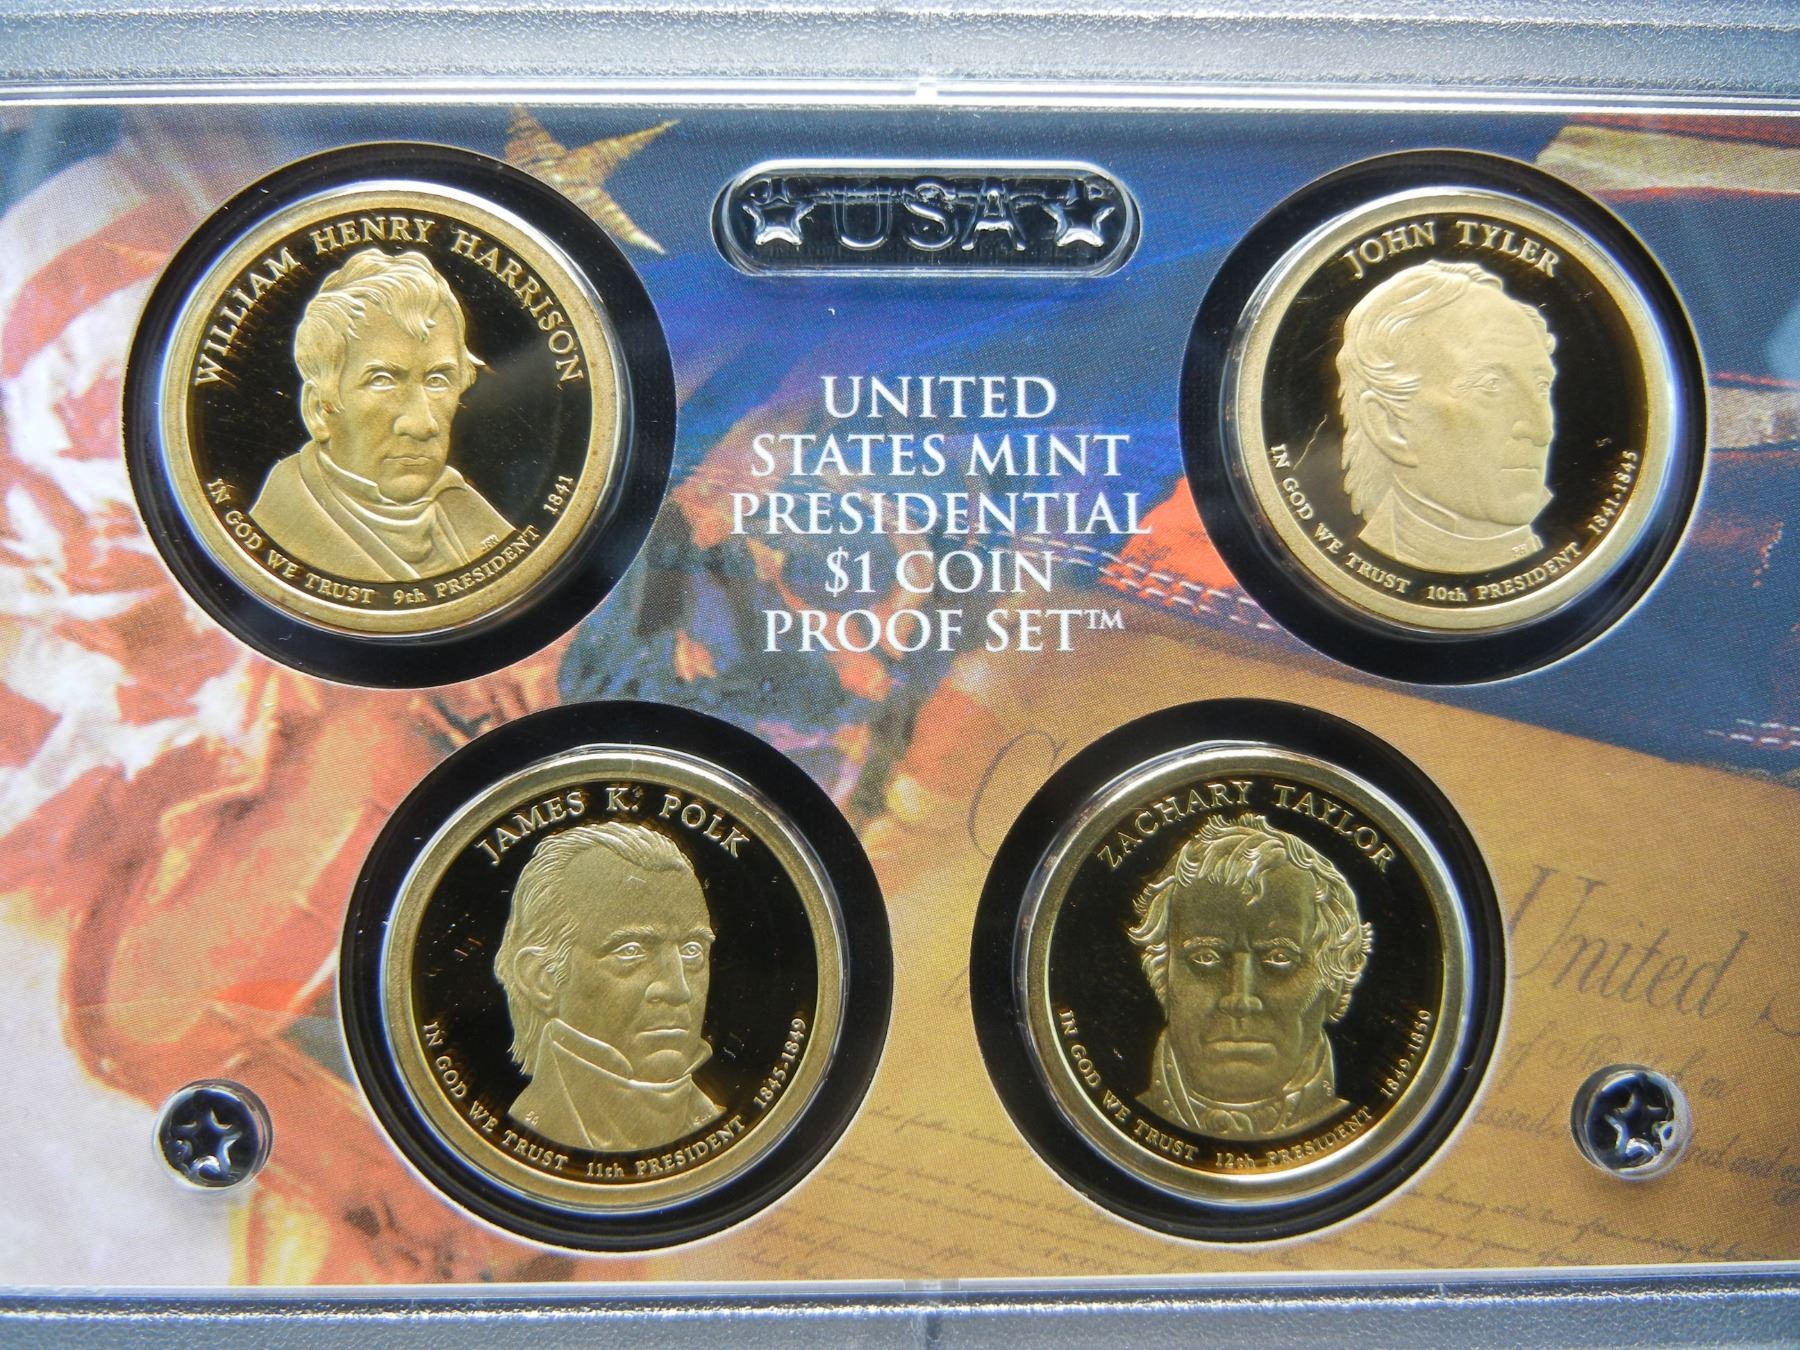 USA
WILLIAM HENRY HARRISON
IN GOD WE TRUST 9th PRESIDENT 1841
JOHN TYLER
IN GOD WE TRUST 10th PRESIDENT 1841-1845
UNITED
STATES MINT
PRESIDENTIAL
$1 COIN
PROOF SET™
JAMES K. POLK
IN GOD WE TRUST 11th PRESIDENT 1845-1849
ZACHARY TAYLOR
IN GOD WE TRUST 12th PRESIDENT 1849-1850
United